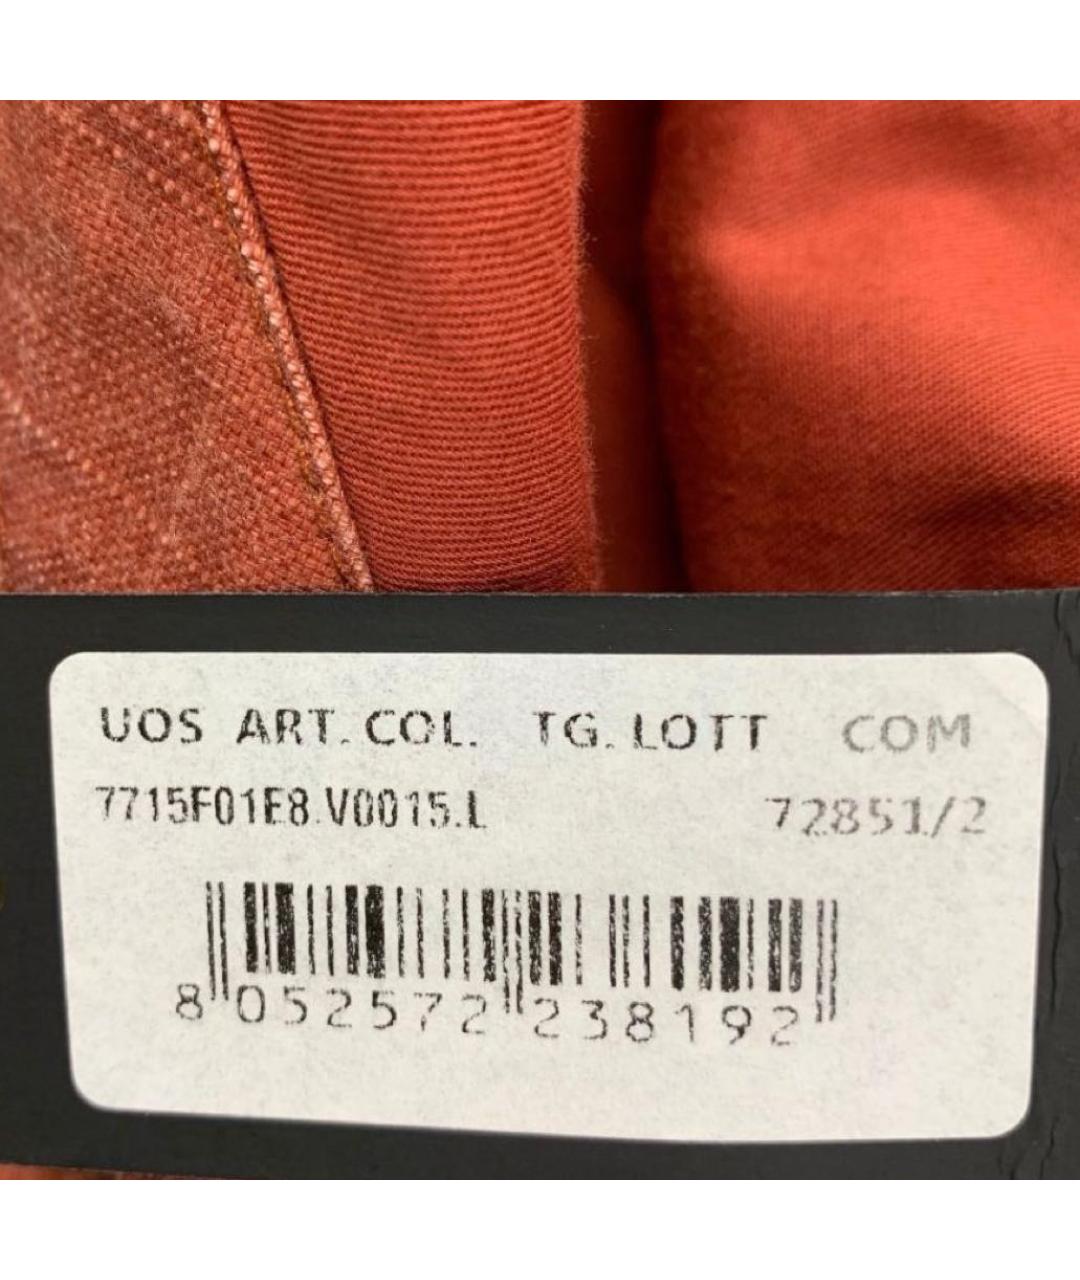 UOS ART. COL. TG. LOTT COM
7715F01E8.V0015.L 72851/2
8 052572 238192